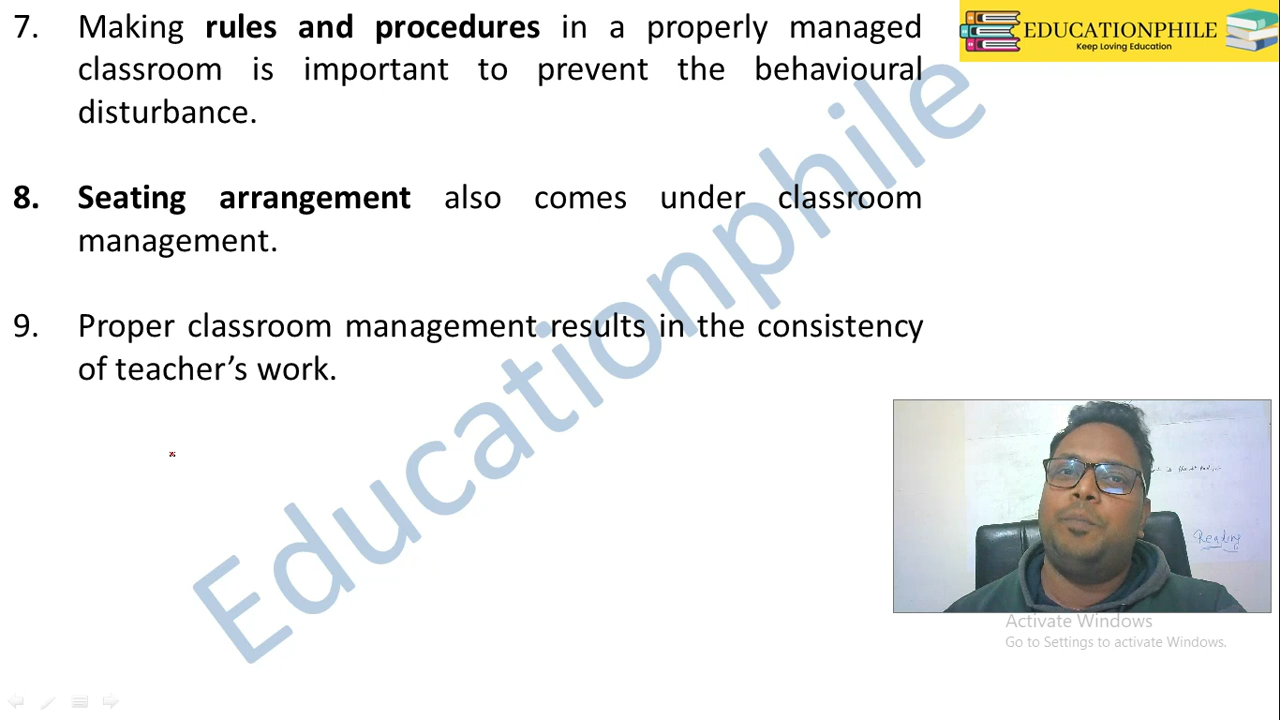 7. Making rules and procedures in a properly managed
classroom is important to prevent the behavioural
disturbance.
8. Seating arrangement also comes under classroom
management.
9. Proper classroom management results in the consistency
of teacher’s work.
EDUCATIONPHILE
Keep Loving Education
Educationphile
Reading
Activate Windows
Go to Settings to activate Windows.